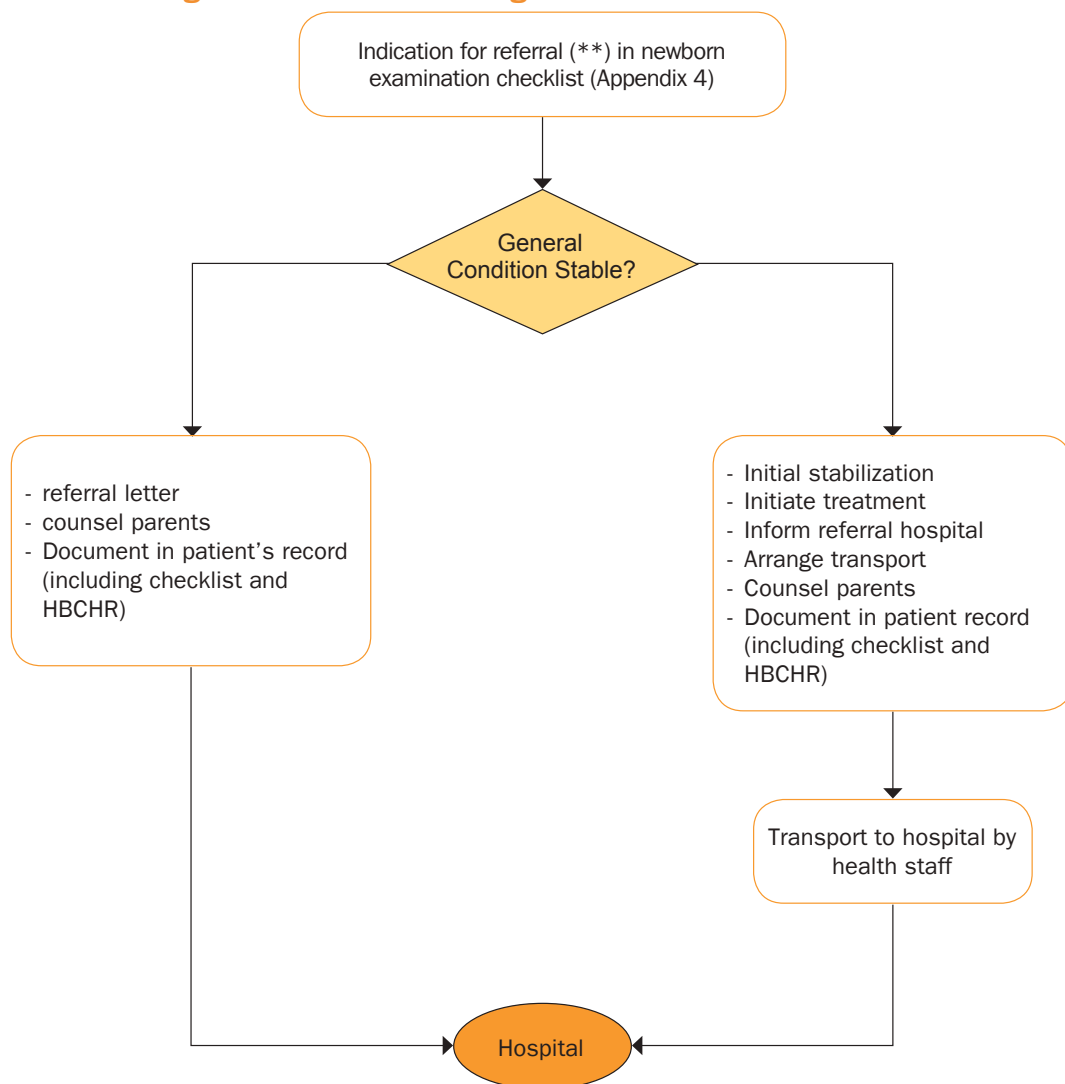 Indication for referral (**) in newborn
examination checklist (Appendix 4)
General
Condition Stable?
- referral letter
- counsel parents
- Document in patient's record
(including checklist and
HBCHR)
- Initial stabilization
- Initiate treatment
- Inform referral hospital
- Arrange transport
- Counsel parents
- Document in patient record
(including checklist and
HBCHR)
Transport to hospital by
health staff
Hospital